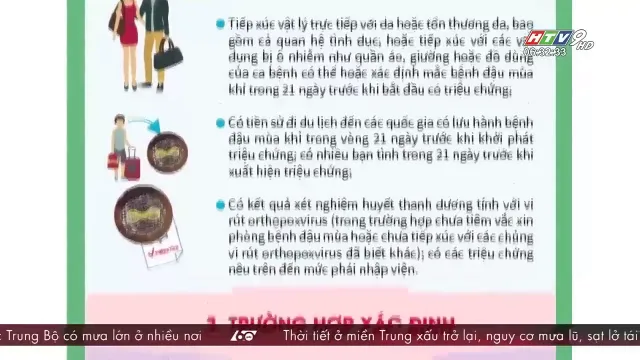 Tiếp xúc vật lý trực tiếp với da hoặc tổn thương da, bao
gồm cả quan hệ tình dục, hoặc tiếp xúc với các vật
dụng bị ô nhiễm như quần áo, giường hoặc đồ dùng
của ca bệnh có thể hoặc xác định mắc bệnh đậu mùa
khỉ trong 21 ngày trước khi bắt đầu có triệu chứng;
HTV9 HD
06:32:33
Có tiền sử đi du lịch đến các quốc gia có lưu hành bệnh
đậu mùa khỉ trong vòng 21 ngày trước khi khởi phát
triệu chứng; có nhiều bạn tình trong 21 ngày trước khi
xuất hiện triệu chứng;
Có kết quả xét nghiệm huyết thanh dương tính với vi
rút orthopoxvirus (trong trường hợp chưa tiêm vắc xin
phòng bệnh đậu mùa hoặc chưa tiếp xúc với các chủng
vi rút orthopoxvirus đã biết khác); có các triệu chứng
nêu trên đến mức phải nhập viện.
TRƯỜNG HỢP XÁC ĐỊNH
Trung Bộ có mưa lớn ở nhiều nơi 60 Thời tiết ở miền Trung xấu trở lại, nguy cơ mưa lũ, sạt lở tái